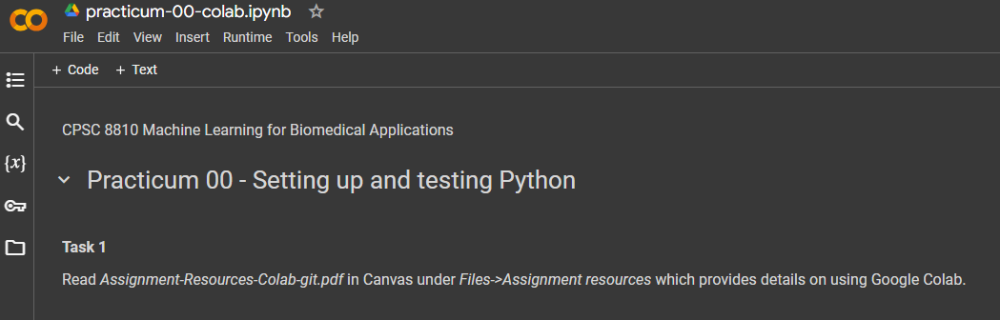 practicum-00-colab.ipynb
File Edit View Insert Runtime Tools Help
+ Code + Text
CPSC 8810 Machine Learning for Biomedical Applications
{x}
Practicum 00 - Setting up and testing Python
Task 1
Read Assignment-Resources-Colab-git.pdf in Canvas under Files->Assignment resources which provides details on using Google Colab.